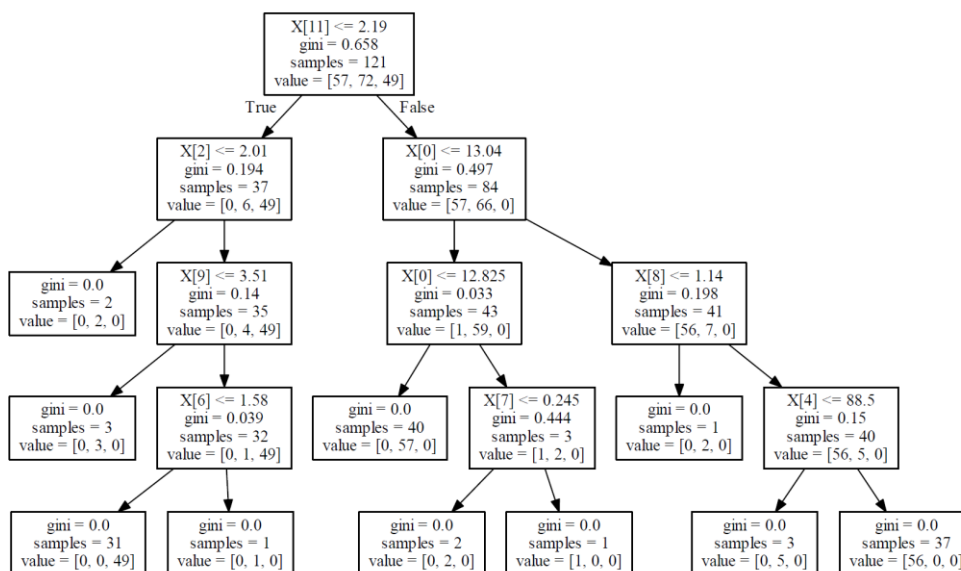 X[11] <= 2.19
gini = 0.658
samples = 121
value = [57, 72, 49]
True
False
X[2] <= 2.01
gini = 0.194
samples = 37
value = [0, 6, 49]
X[0] <= 13.04
gini = 0.497
samples = 84
value = [57, 66, 0]
gini = 0.0
samples = 2
value = [0, 2, 0]
X[9] <= 3.51
gini = 0.14
samples = 35
value = [0, 4, 49]
X[0] <= 12.825
gini = 0.033
samples = 43
value = [1, 59, 0]
X[8] <= 1.14
gini = 0.198
samples = 41
value = [56, 7, 0]
gini = 0.0
samples = 3
value = [0, 3, 0]
X[6] <= 1.58
gini = 0.039
samples = 32
value = [0, 1, 49]
gini = 0.0
samples = 40
value = [0, 57, 0]
X[7] <= 0.245
gini = 0.444
samples = 3
value = [1, 2, 0]
gini = 0.0
samples = 1
value = [0, 2, 0]
X[4] <= 88.5
gini = 0.15
samples = 40
value = [56, 5, 0]
gini = 0.0
samples = 31
value = [0, 0, 49]
gini = 0.0
samples = 1
value = [0, 1, 0]
gini = 0.0
samples = 2
value = [0, 2, 0]
gini = 0.0
samples = 1
value = [1, 0, 0]
gini = 0.0
samples = 3
value = [0, 5, 0]
gini = 0.0
samples = 37
value = [56, 0, 0]